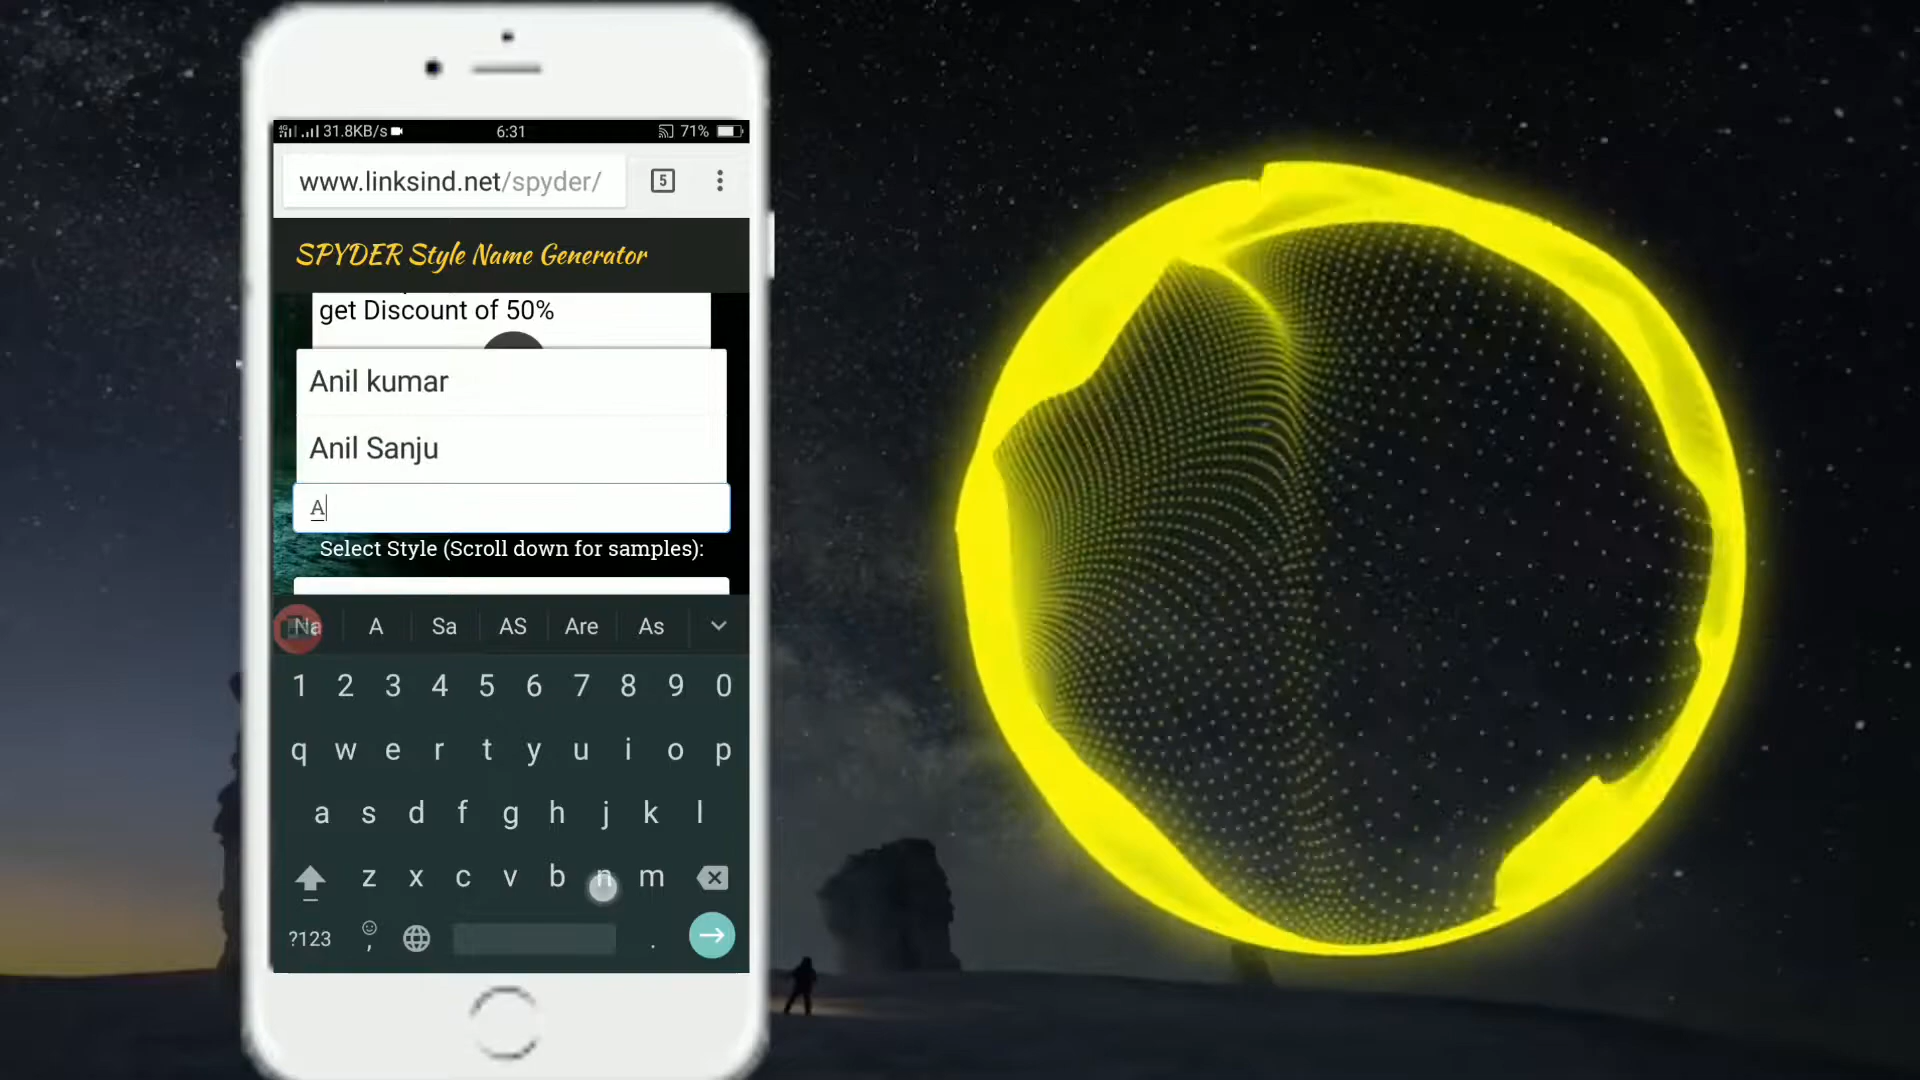 31.8KB/s 6:31 71%
www.linksind.net/spyder/ 5
SPYDER Style Name Generator
get Discount of 50%
Anil kumar
Anil Sanju
A
Select Style (Scroll down for samples):
Na A Sa AS Are As
1 2 3 4 5 6 7 8 9 0
q w e r t y u i o p
a s d f g h j k l
z x c v b n m
?123 , .